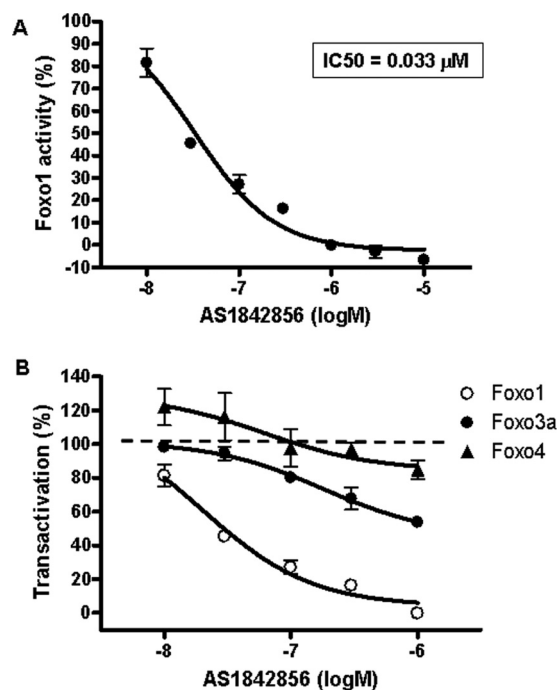 A
Foxo1 activity (%)
100
90
80
70
60
50
40
30
20
10
0
-10
IC50 = 0.033 μM
-8
-7
-6
-5
AS1842856 (logM)
B
Transactivation (%)
140
120
100
80
60
40
20
0
Foxo1
Foxo3a
Foxo4
-8
-7
-6
AS1842856 (logM)